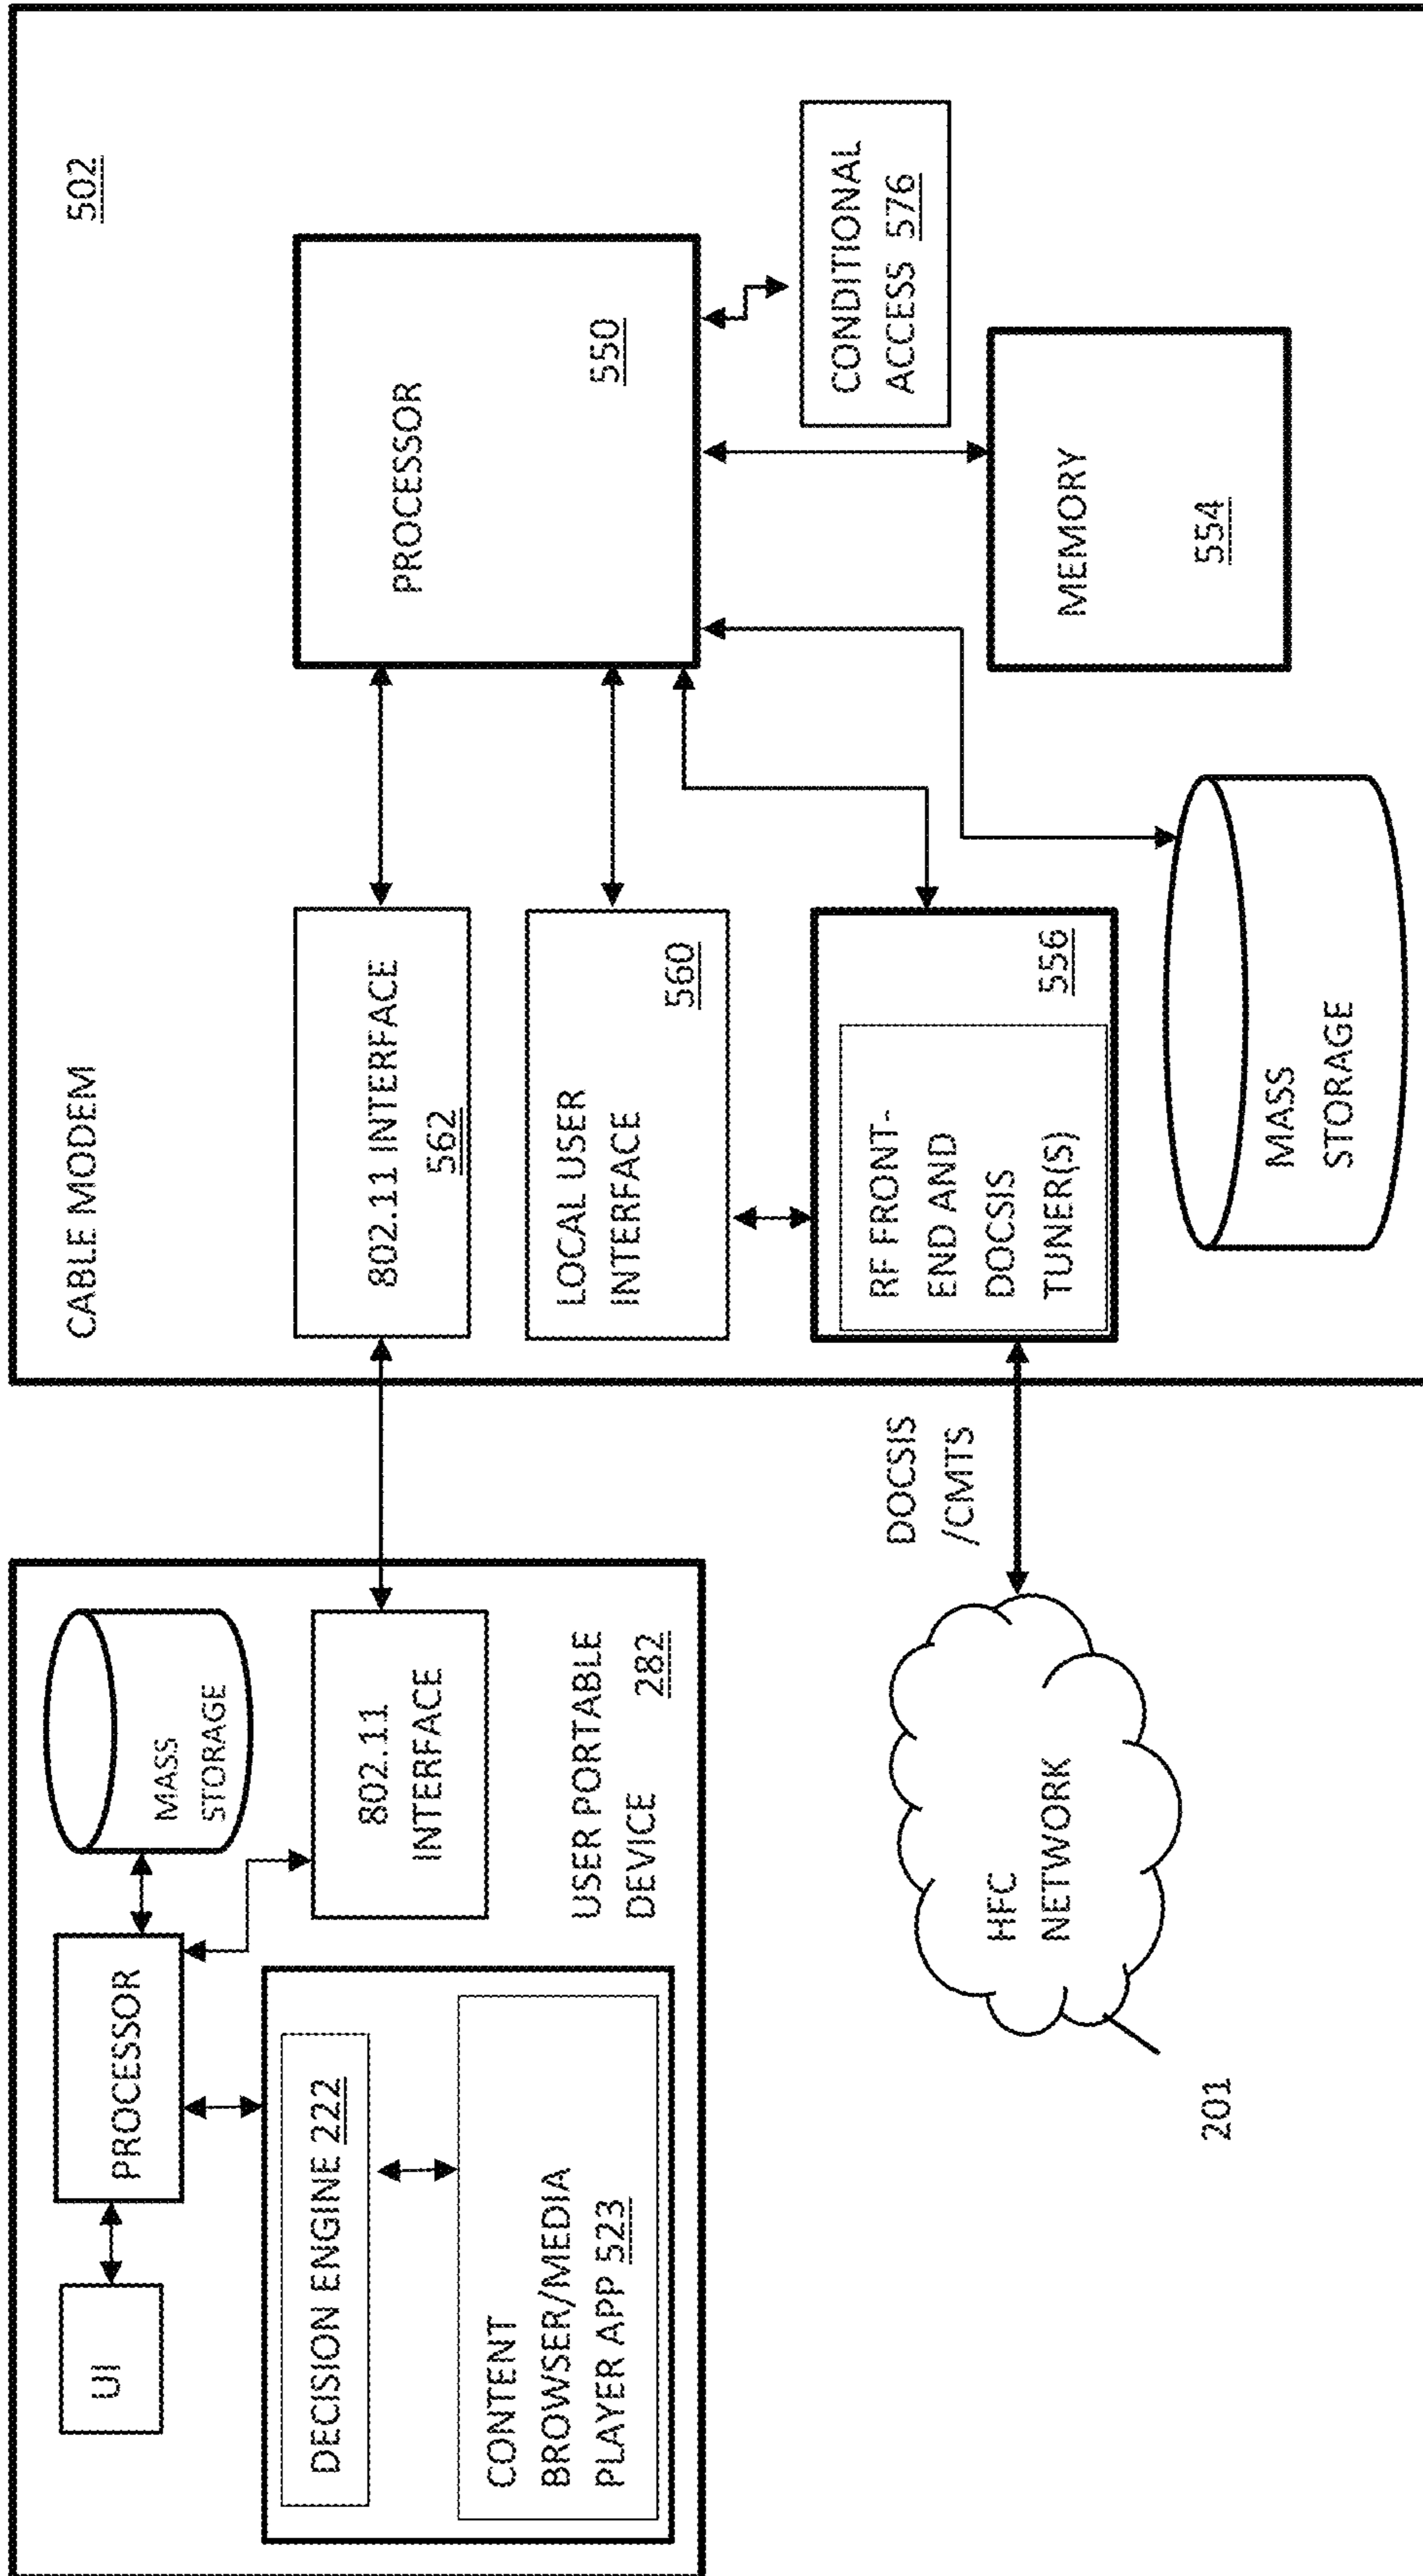 UI
PROCESSOR
MASS
STORAGE
DECISION ENGINE 222
CONTENT
BROWSER/MEDIA
PLAYER APP 523
802.11
INTERFACE
USER PORTABLE
DEVICE 282
HFC
NETWORK
201
DOCSIS
/CMTS
CABLE MODEM
502
802.11 INTERFACE
562
LOCAL USER
INTERFACE
560
RF FRONT-
END AND
DOCSIS
TUNER(S)
556
MASS
STORAGE
PROCESSOR
550
CONDITIONAL
ACCESS 576
MEMORY
554